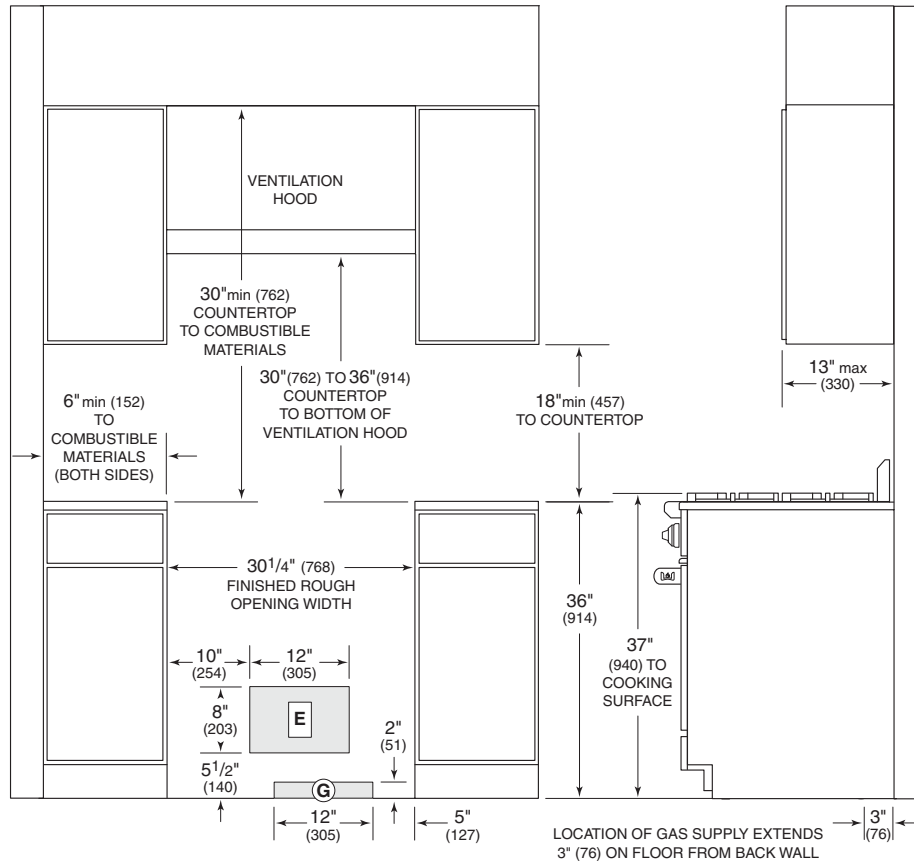 VENTILATION
HOOD
30" min (762)
COUNTERTOP
TO COMBUSTIBLE
MATERIALS
30" (762) TO 36" (914)
COUNTERTOP
TO BOTTOM OF
VENTILATION HOOD
13" max
(330)
18" min (457)
TO COUNTERTOP
6" min (152)
TO
COMBUSTIBLE
MATERIALS
(BOTH SIDES)
30 1/4" (768)
FINISHED ROUGH
OPENING WIDTH
36"
(914)
37"
(940) TO
COOKING
SURFACE
10"
(254)
12"
(305)
8"
(203)
E
2"
(51)
5 1/2"
(140)
G
12"
(305)
5"
(127)
3"
(76)
LOCATION OF GAS SUPPLY EXTENDS
3" (76) ON FLOOR FROM BACK WALL